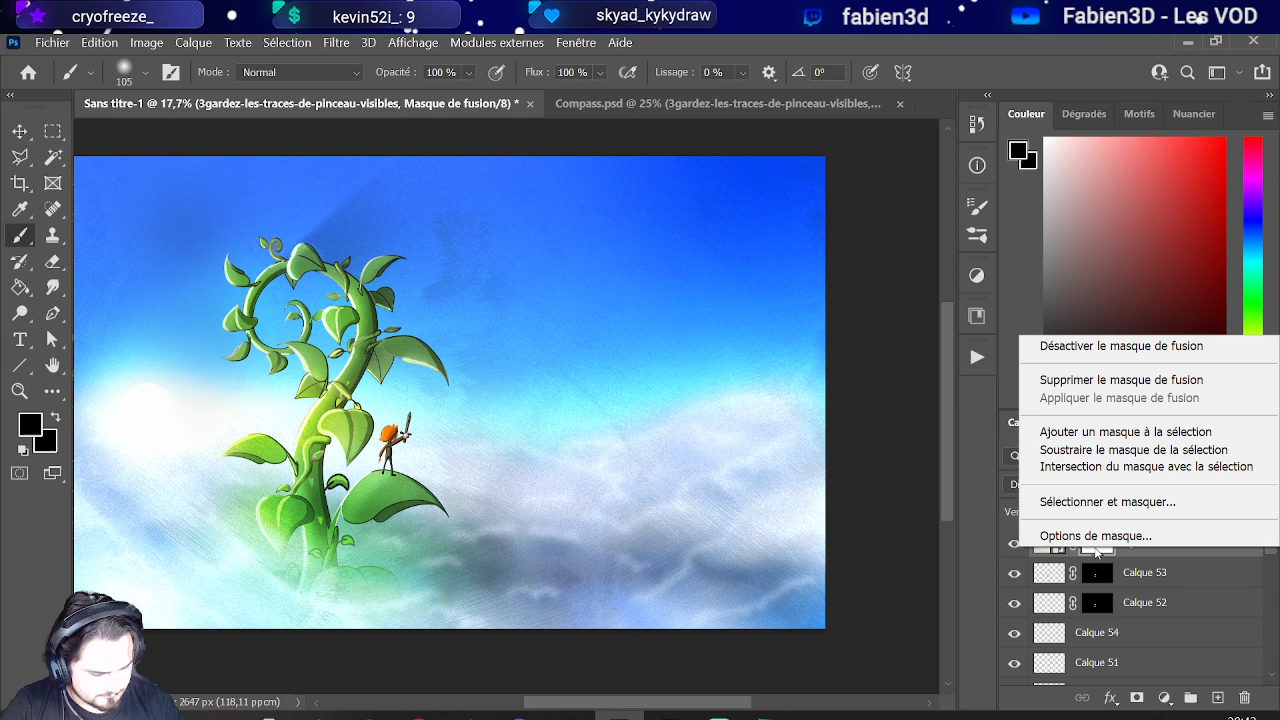 cryofreeze_
kevin52i_: 9
skyad_kykydraw
fabien3d
Fabien3D - Les VOD
Ps Fichier Edition Image Calque Texte Sélection Filtre 3D Affichage Modules externes Fenêtre Aide
105 Mode : Normal Opacité : 100 % Flux : 100 % Lissage : 0 % 0°
Sans titre-1 @ 17,7% (3gardez-les-traces-de-pinceau-visibles, Masque de fusion/8) * Compass.psd @ 25% (3gardez-les-traces-de-pinceau-visibles,...
Couleur Dégradés Motifs Nuancier
Désactiver le masque de fusion
Supprimer le masque de fusion
Appliquer le masque de fusion
Ajouter un masque à la sélection
Soustraire le masque de la sélection
Intersection du masque avec la sélection
Sélectionner et masquer...
Options de masque...
Calque 53
Calque 52
Calque 54
Calque 51
2647 px (118,11 ppcm)